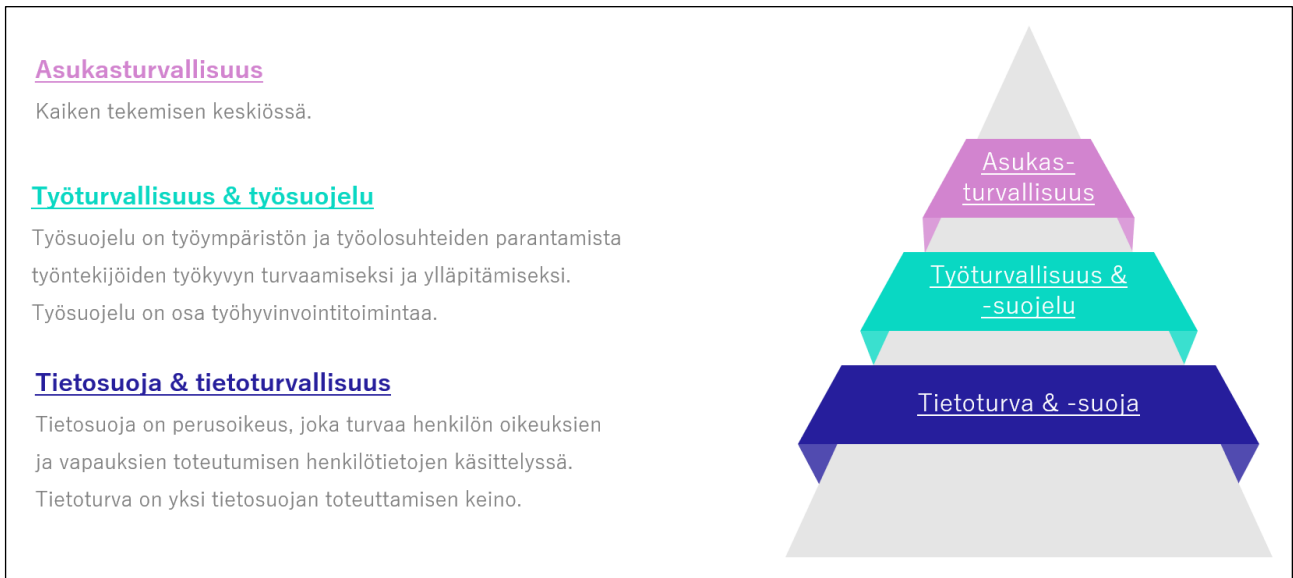 Asukasturvallisuus
Kaiken tekemisen keskiössä.
Työturvallisuus & työsuojelu
Työsuojelu on työympäristön ja työolosuhteiden parantamista
työntekijöiden työkyvyn turvaamiseksi ja ylläpitämiseksi.
Työsuojelu on osa työhyvinvointitoimintaa.
Tietosuoja & tietoturvallisuus
Tietosuoja on perusoikeus, joka turvaa henkilön oikeuksien
ja vapauksien toteutumisen henkilötietojen käsittelyssä.
Tietoturva on yksi tietosuojan toteuttamisen keino.
Asukas-
turvallisuus
Työturvallisuus &
-suojelu
Tietoturva & -suoja